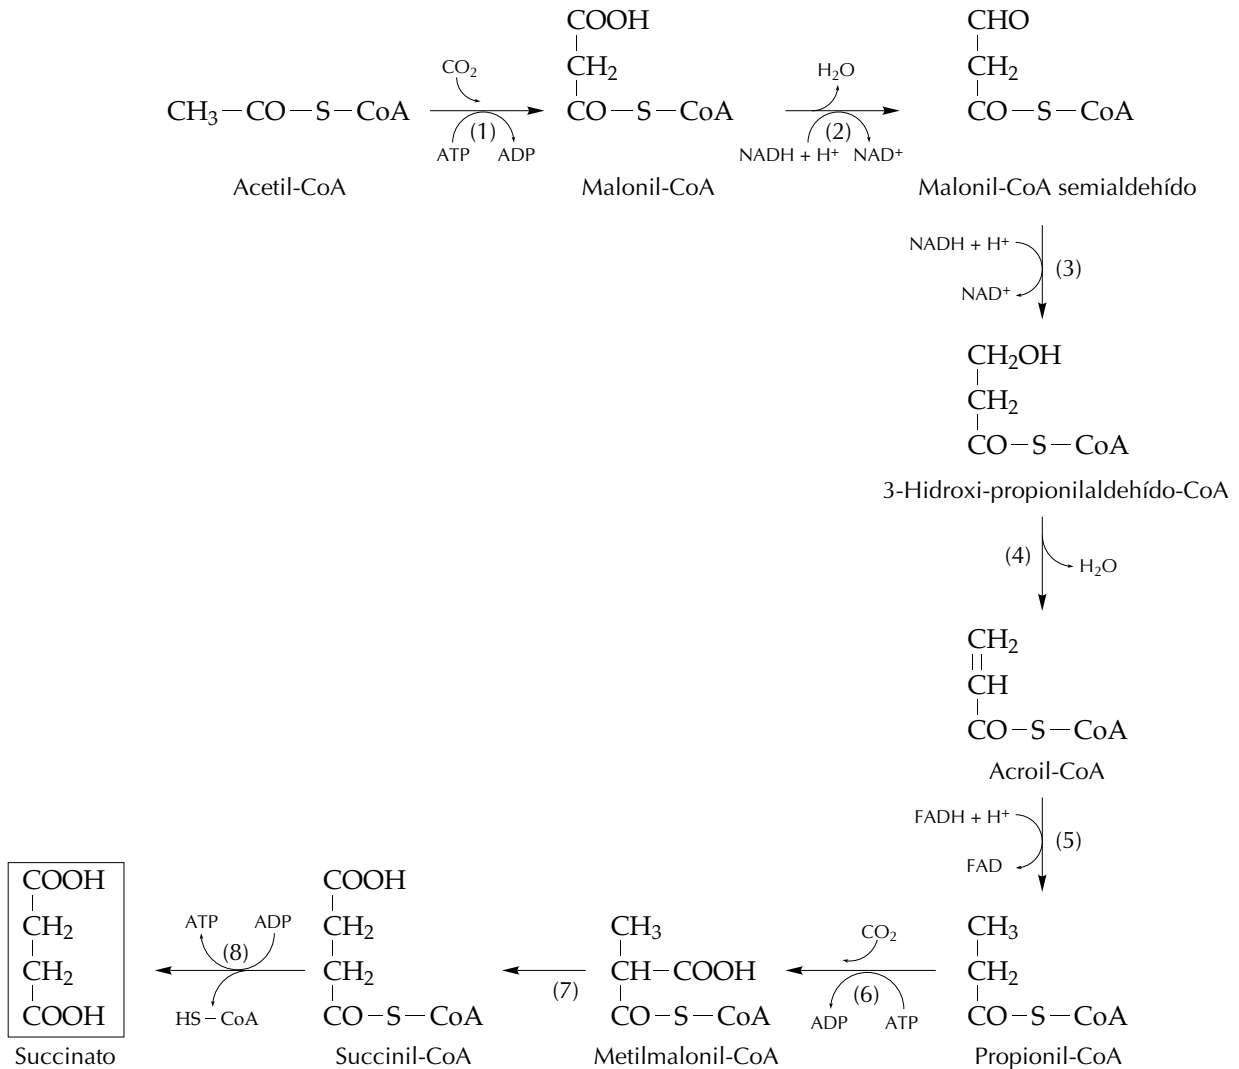 CH₃—CO—S—CoA
Acetil-CoA
CO₂
(1)
ATP
ADP
COOH
CH₂
CO—S—CoA
Malonil-CoA
H₂O
(2)
NADH + H⁺
NAD⁺
CHO
CH₂
CO—S—CoA
Malonil-CoA semialdehído
NADH + H⁺
(3)
NAD⁺
CH₂OH
CH₂
CO—S—CoA
3-Hidroxi-propionilaldehído-CoA
(4)
H₂O
CH₂
CH
CO—S—CoA
Acroil-CoA
FADH + H⁺
(5)
FAD
CH₃
CH₂
CO—S—CoA
Propionil-CoA
CO₂
(6)
ADP
ATP
CH₃
CH—COOH
CO—S—CoA
Metilmalonil-CoA
(7)
COOH
CH₂
CH₂
CO—S—CoA
Succinil-CoA
ATP
ADP
(8)
HS—CoA
COOH
CH₂
CH₂
COOH
Succinato